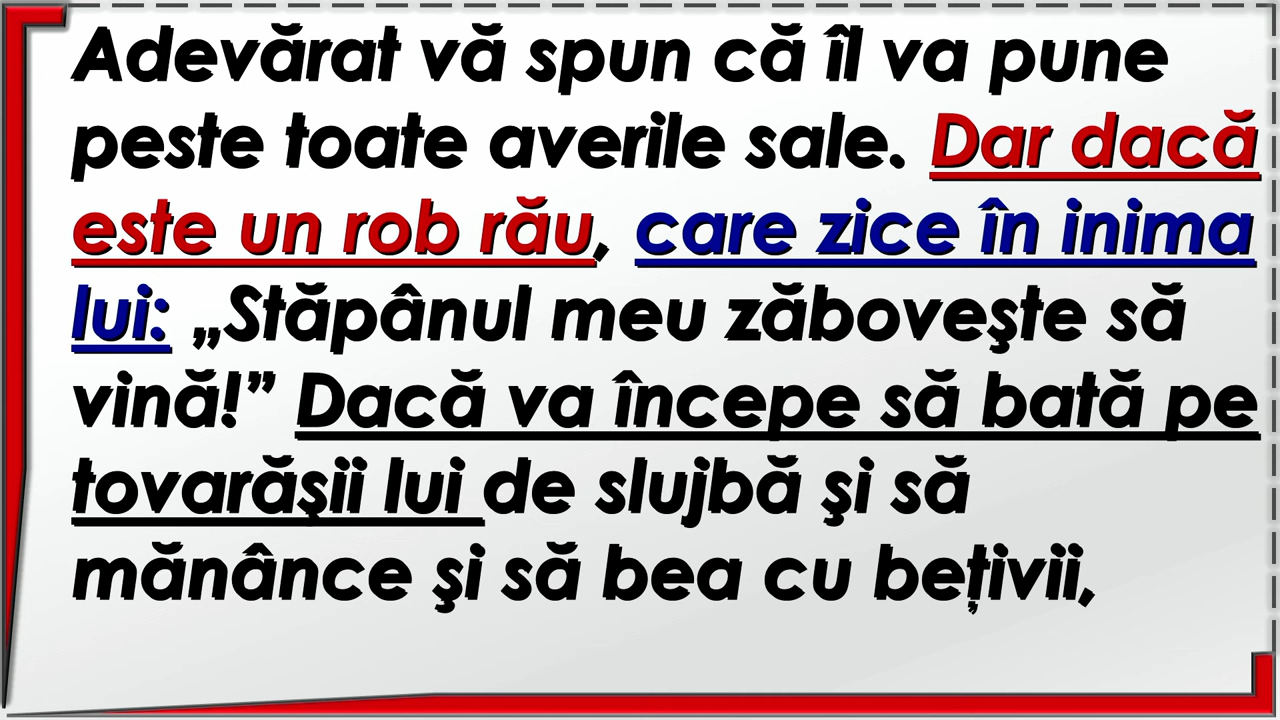 Adevărat vă spun că îl va pune
peste toate averile sale. Dar dacă
este un rob rău, care zice în inima
lui: „Stăpânul meu zăboveşte să
vină!” Dacă va începe să bată pe
tovarăşii lui de slujbă şi să
mănânce şi să bea cu beţivii,